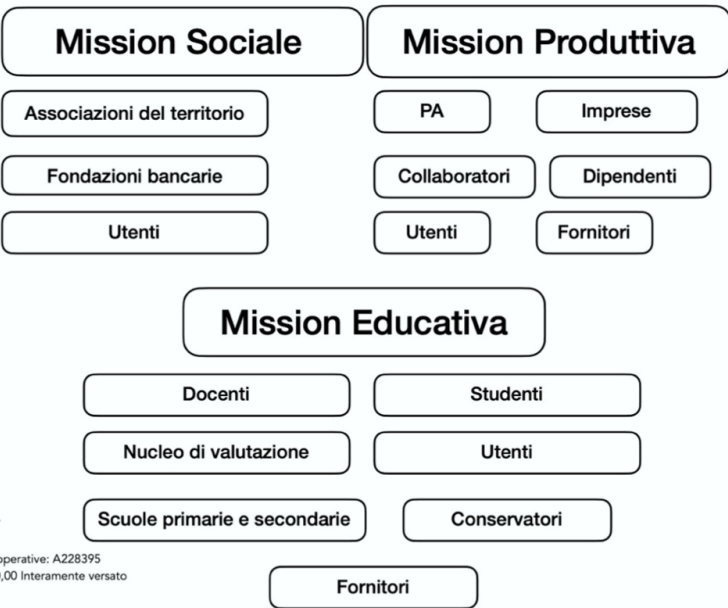 Mission Sociale
Mission Produttiva
Associazioni del territorio
PA
Imprese
Fondazioni bancarie
Collaboratori
Dipendenti
Utenti
Utenti
Fornitori
Mission Educativa
Docenti
Studenti
Nucleo di valutazione
Utenti
Scuole primarie e secondarie
Conservatori
operative: A228395
,00 Interamente versato
Fornitori